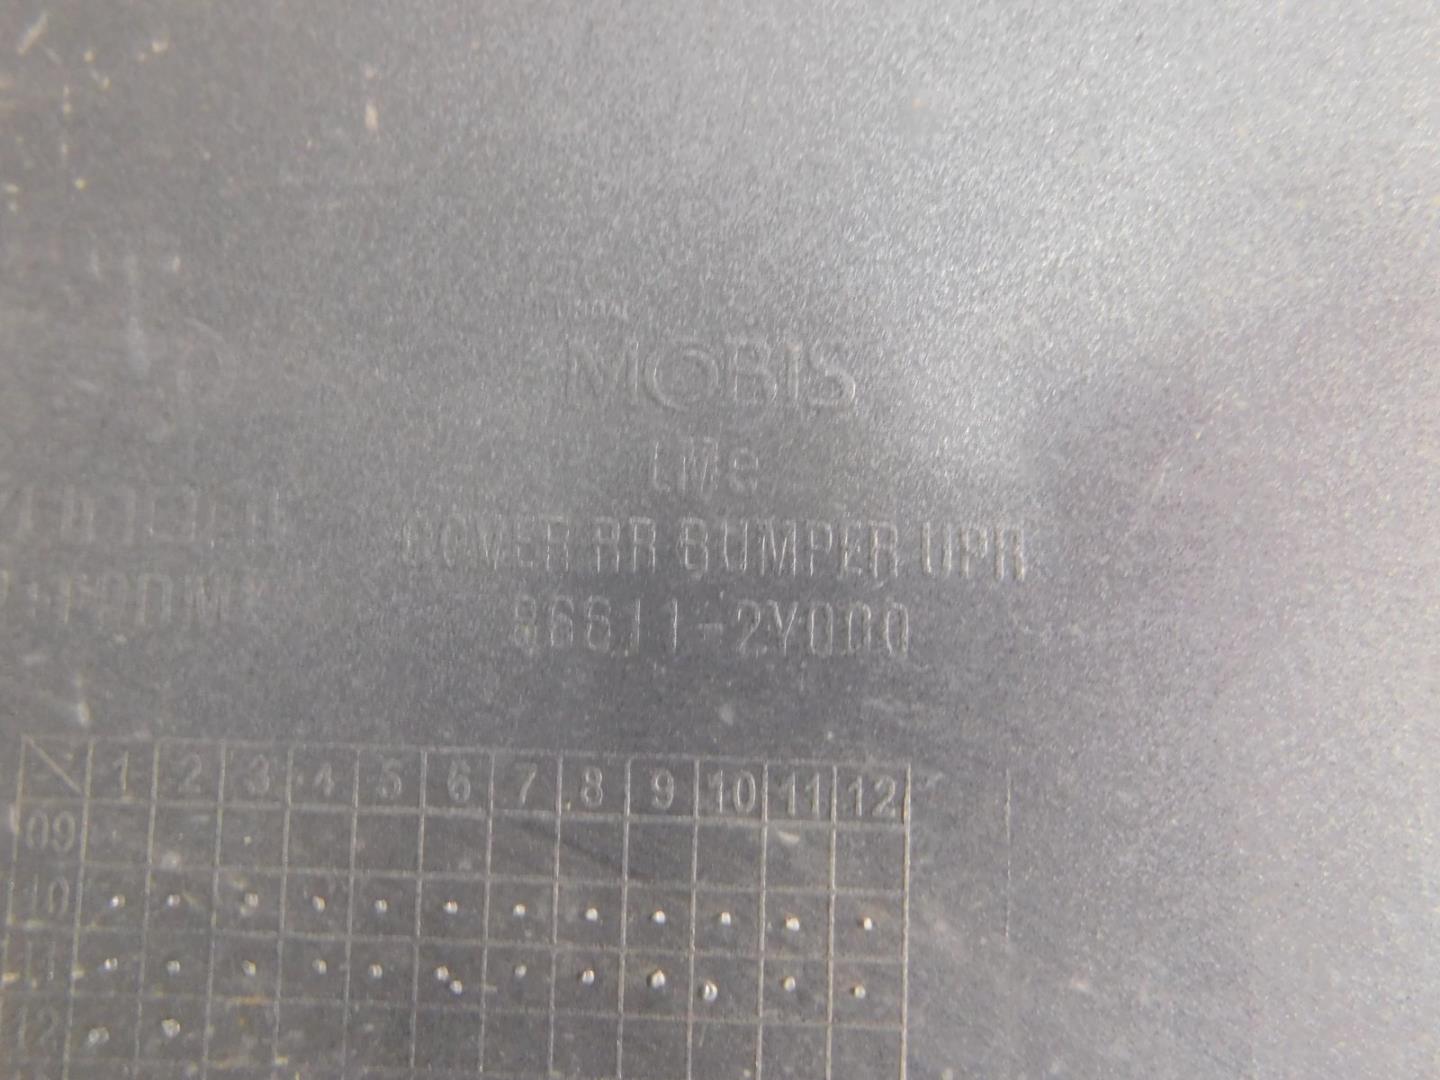 MOBIS
LMe
COVER RR BUMPER UPR
86611-2Y000
1 2 3 4 5 6 7 8 9 10 11 12
09
10
11
12